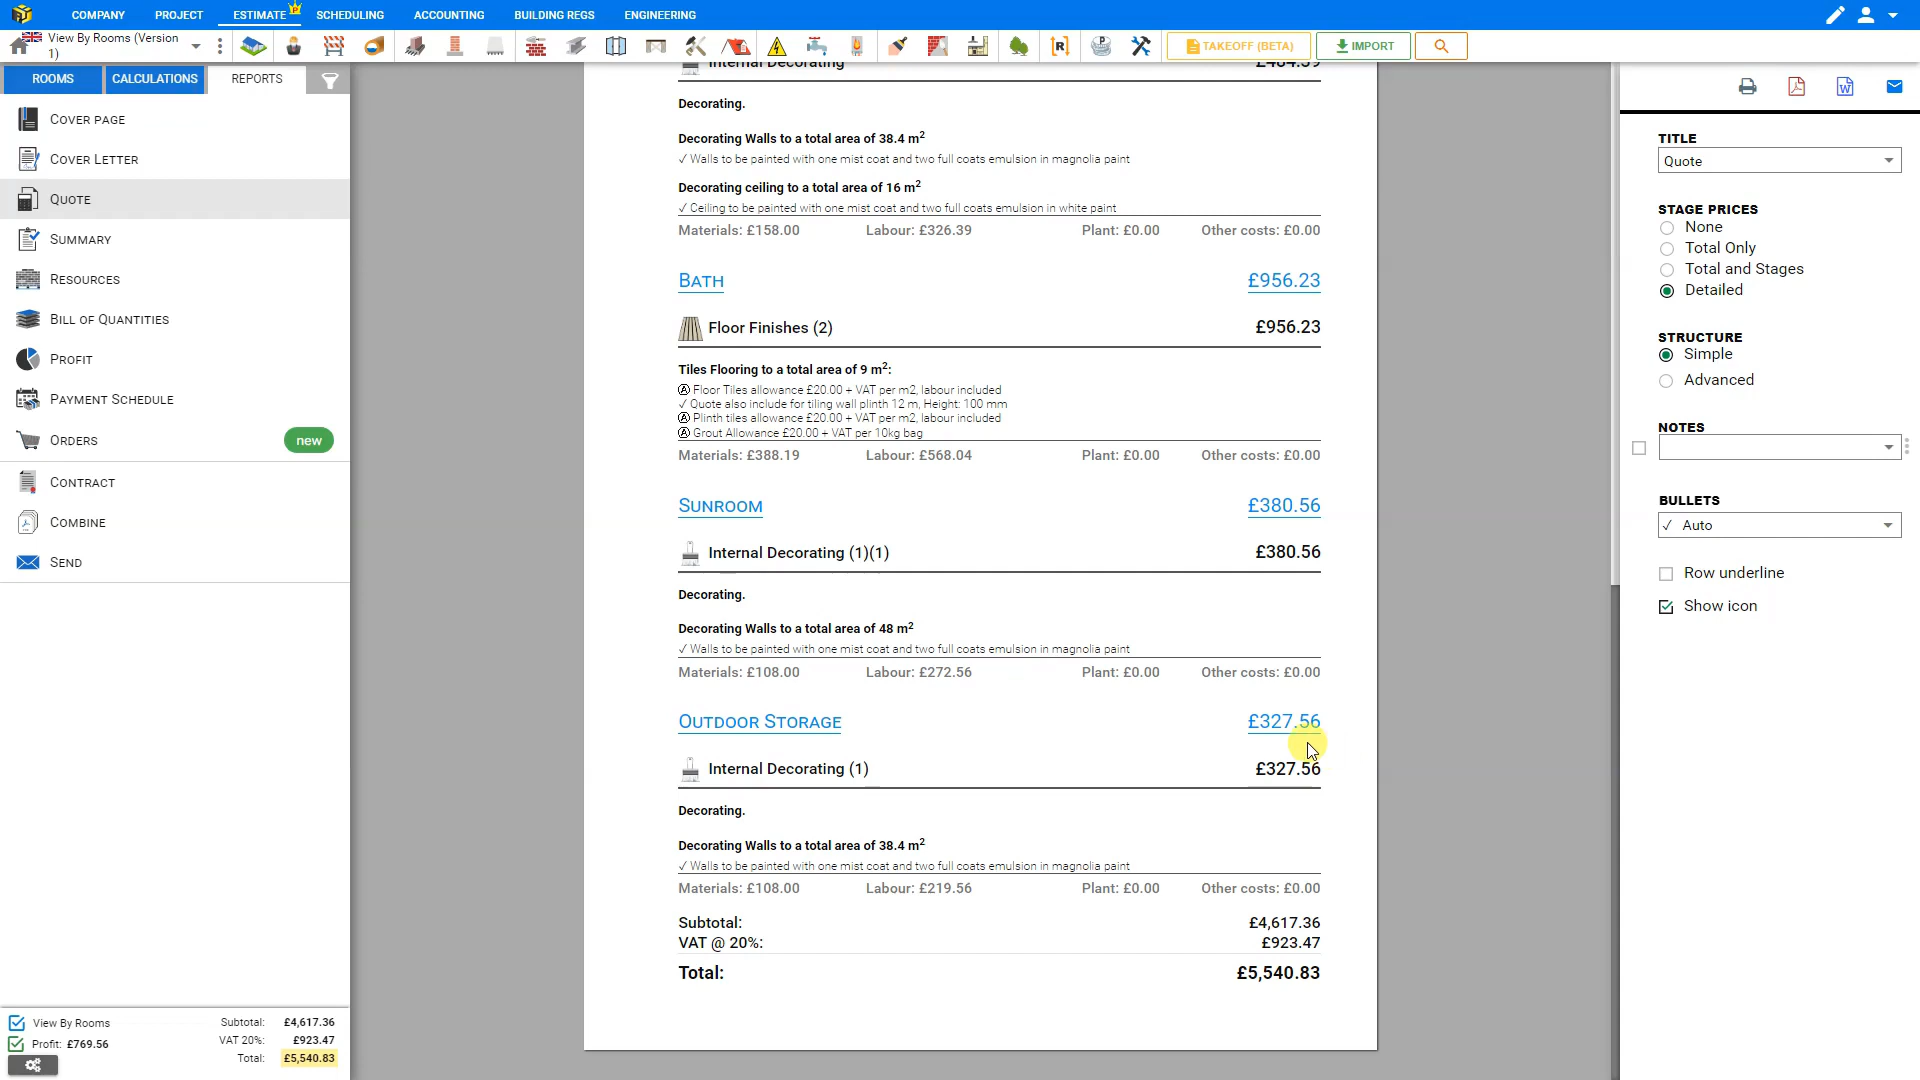 COMPANY PROJECT ESTIMATE SCHEDULING ACCOUNTING BUILDING REGS ENGINEERING
View By Rooms (Version 1)
TAKEOFF (BETA) IMPORT
ROOMS CALCULATIONS REPORTS
COVER PAGE
COVER LETTER
QUOTE
SUMMARY
RESOURCES
BILL OF QUANTITIES
PROFIT
PAYMENT SCHEDULE
ORDERS new
CONTRACT
COMBINE
SEND
View By Rooms
Profit: £769.56
Subtotal: £4,617.36
VAT 20%: £923.47
Total: £5,540.83
Internal Decorating £484.39
Decorating.
Decorating Walls to a total area of 38.4 m2
✓ Walls to be painted with one mist coat and two full coats emulsion in magnolia paint
Decorating ceiling to a total area of 16 m2
✓ Ceiling to be painted with one mist coat and two full coats emulsion in white paint
Materials: £158.00 Labour: £326.39 Plant: £0.00 Other costs: £0.00
BATH £956.23
Floor Finishes (2) £956.23
Tiles Flooring to a total area of 9 m2:
Ⓐ Floor Tiles allowance £20.00 + VAT per m2, labour included
✓ Quote also include for tiling wall plinth 12 m, Height: 100 mm
Ⓐ Plinth tiles allowance £20.00 + VAT per m2, labour included
Ⓐ Grout Allowance £20.00 + VAT per 10kg bag
Materials: £388.19 Labour: £568.04 Plant: £0.00 Other costs: £0.00
SUNROOM £380.56
Internal Decorating (1)(1) £380.56
Decorating.
Decorating Walls to a total area of 48 m2
✓ Walls to be painted with one mist coat and two full coats emulsion in magnolia paint
Materials: £108.00 Labour: £272.56 Plant: £0.00 Other costs: £0.00
OUTDOOR STORAGE £327.56
Internal Decorating (1) £327.56
Decorating.
Decorating Walls to a total area of 38.4 m2
✓ Walls to be painted with one mist coat and two full coats emulsion in magnolia paint
Materials: £108.00 Labour: £219.56 Plant: £0.00 Other costs: £0.00
Subtotal: £4,617.36
VAT @ 20%: £923.47
Total: £5,540.83
TITLE
Quote
STAGE PRICES
None
Total Only
Total and Stages
Detailed
STRUCTURE
Simple
Advanced
NOTES
BULLETS
✓ Auto
Row underline
Show icon